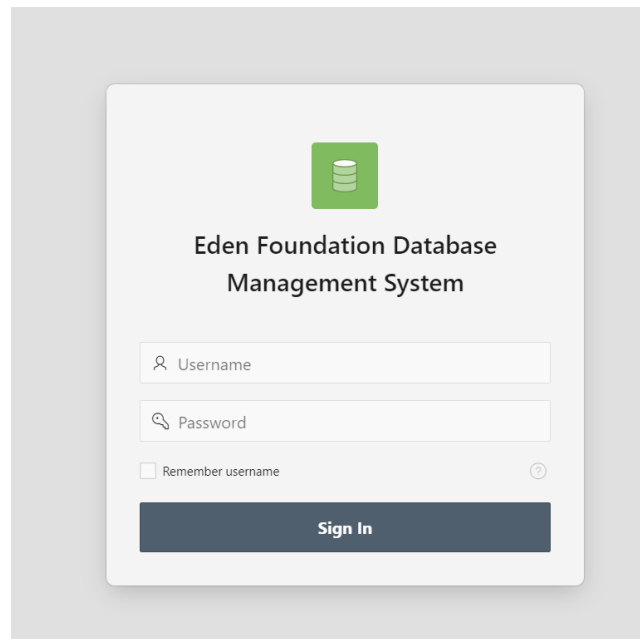 Eden Foundation Database
Management System
Username
Password
Remember username
?
Sign In